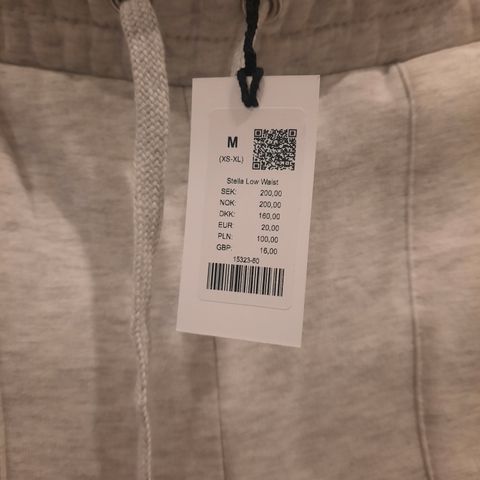 M
(XS-XL)
Stella Low Waist
SEK: 200,00
NOK: 200,00
DKK: 160,00
EUR: 20,00
PLN: 100,00
GBP: 16,00
15323-60